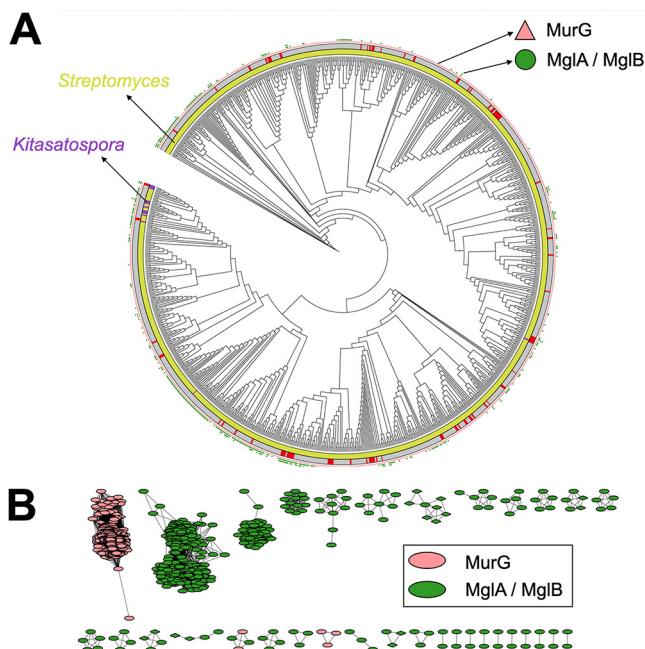 A
MurG
MglA / MglB
Streptomyces
Kitasatospora
B
MurG
MglA / MglB